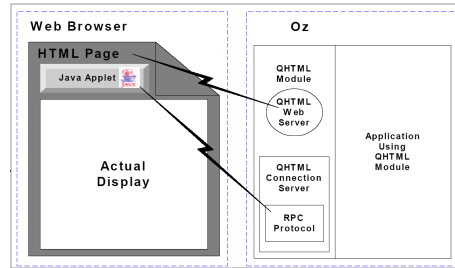 Web Browser
HTML Page
Java Applet
Actual
Display
Oz
QHTML
Module
QHTML
Web
Server
QHTML
Connection
Server
RPC
Protocol
Application
Using
QHTML
Module